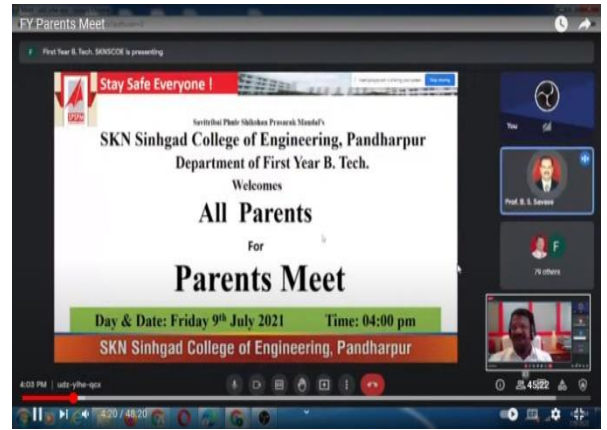 FY Parents Meet
First Year B. Tech. SKNSCOE is presenting
Stay Safe Everyone !
Savitribai Phule Shikshan Prasarak Mandal's
SKN Sinhgad College of Engineering, Pandharpur
Department of First Year B. Tech.
Welcomes
All Parents
For
Parents Meet
Day & Date: Friday 9th July 2021 Time: 04:00 pm
SKN Sinhgad College of Engineering, Pandharpur
You
Prof. B. S. Savase
F
79 others
4:03 PM | udz-yihe-qcx
4:20 / 48:20